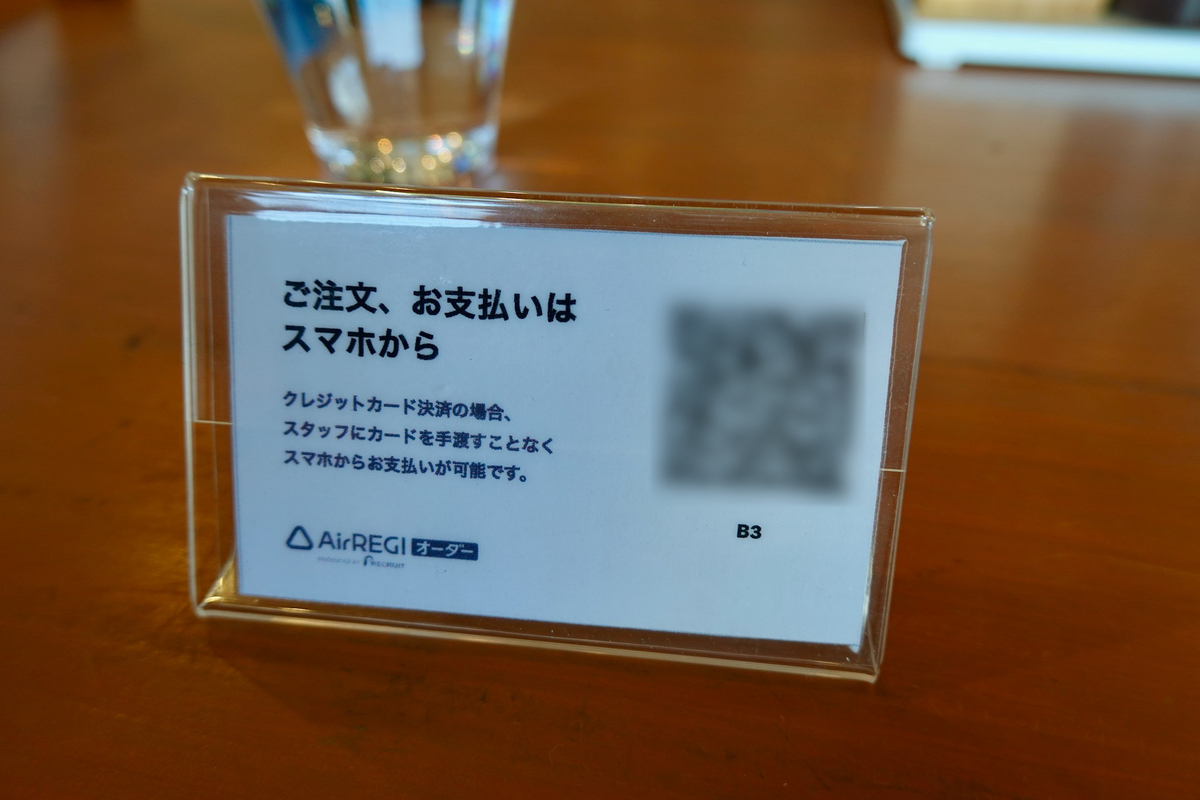 ご注文、お支払いは
スマホから
クレジットカード決済の場合、
スタッフにカードを手渡すことなく
スマホからお支払いが可能です。
AirREGI オーダー
PRODUCED BY RECRUIT
B3